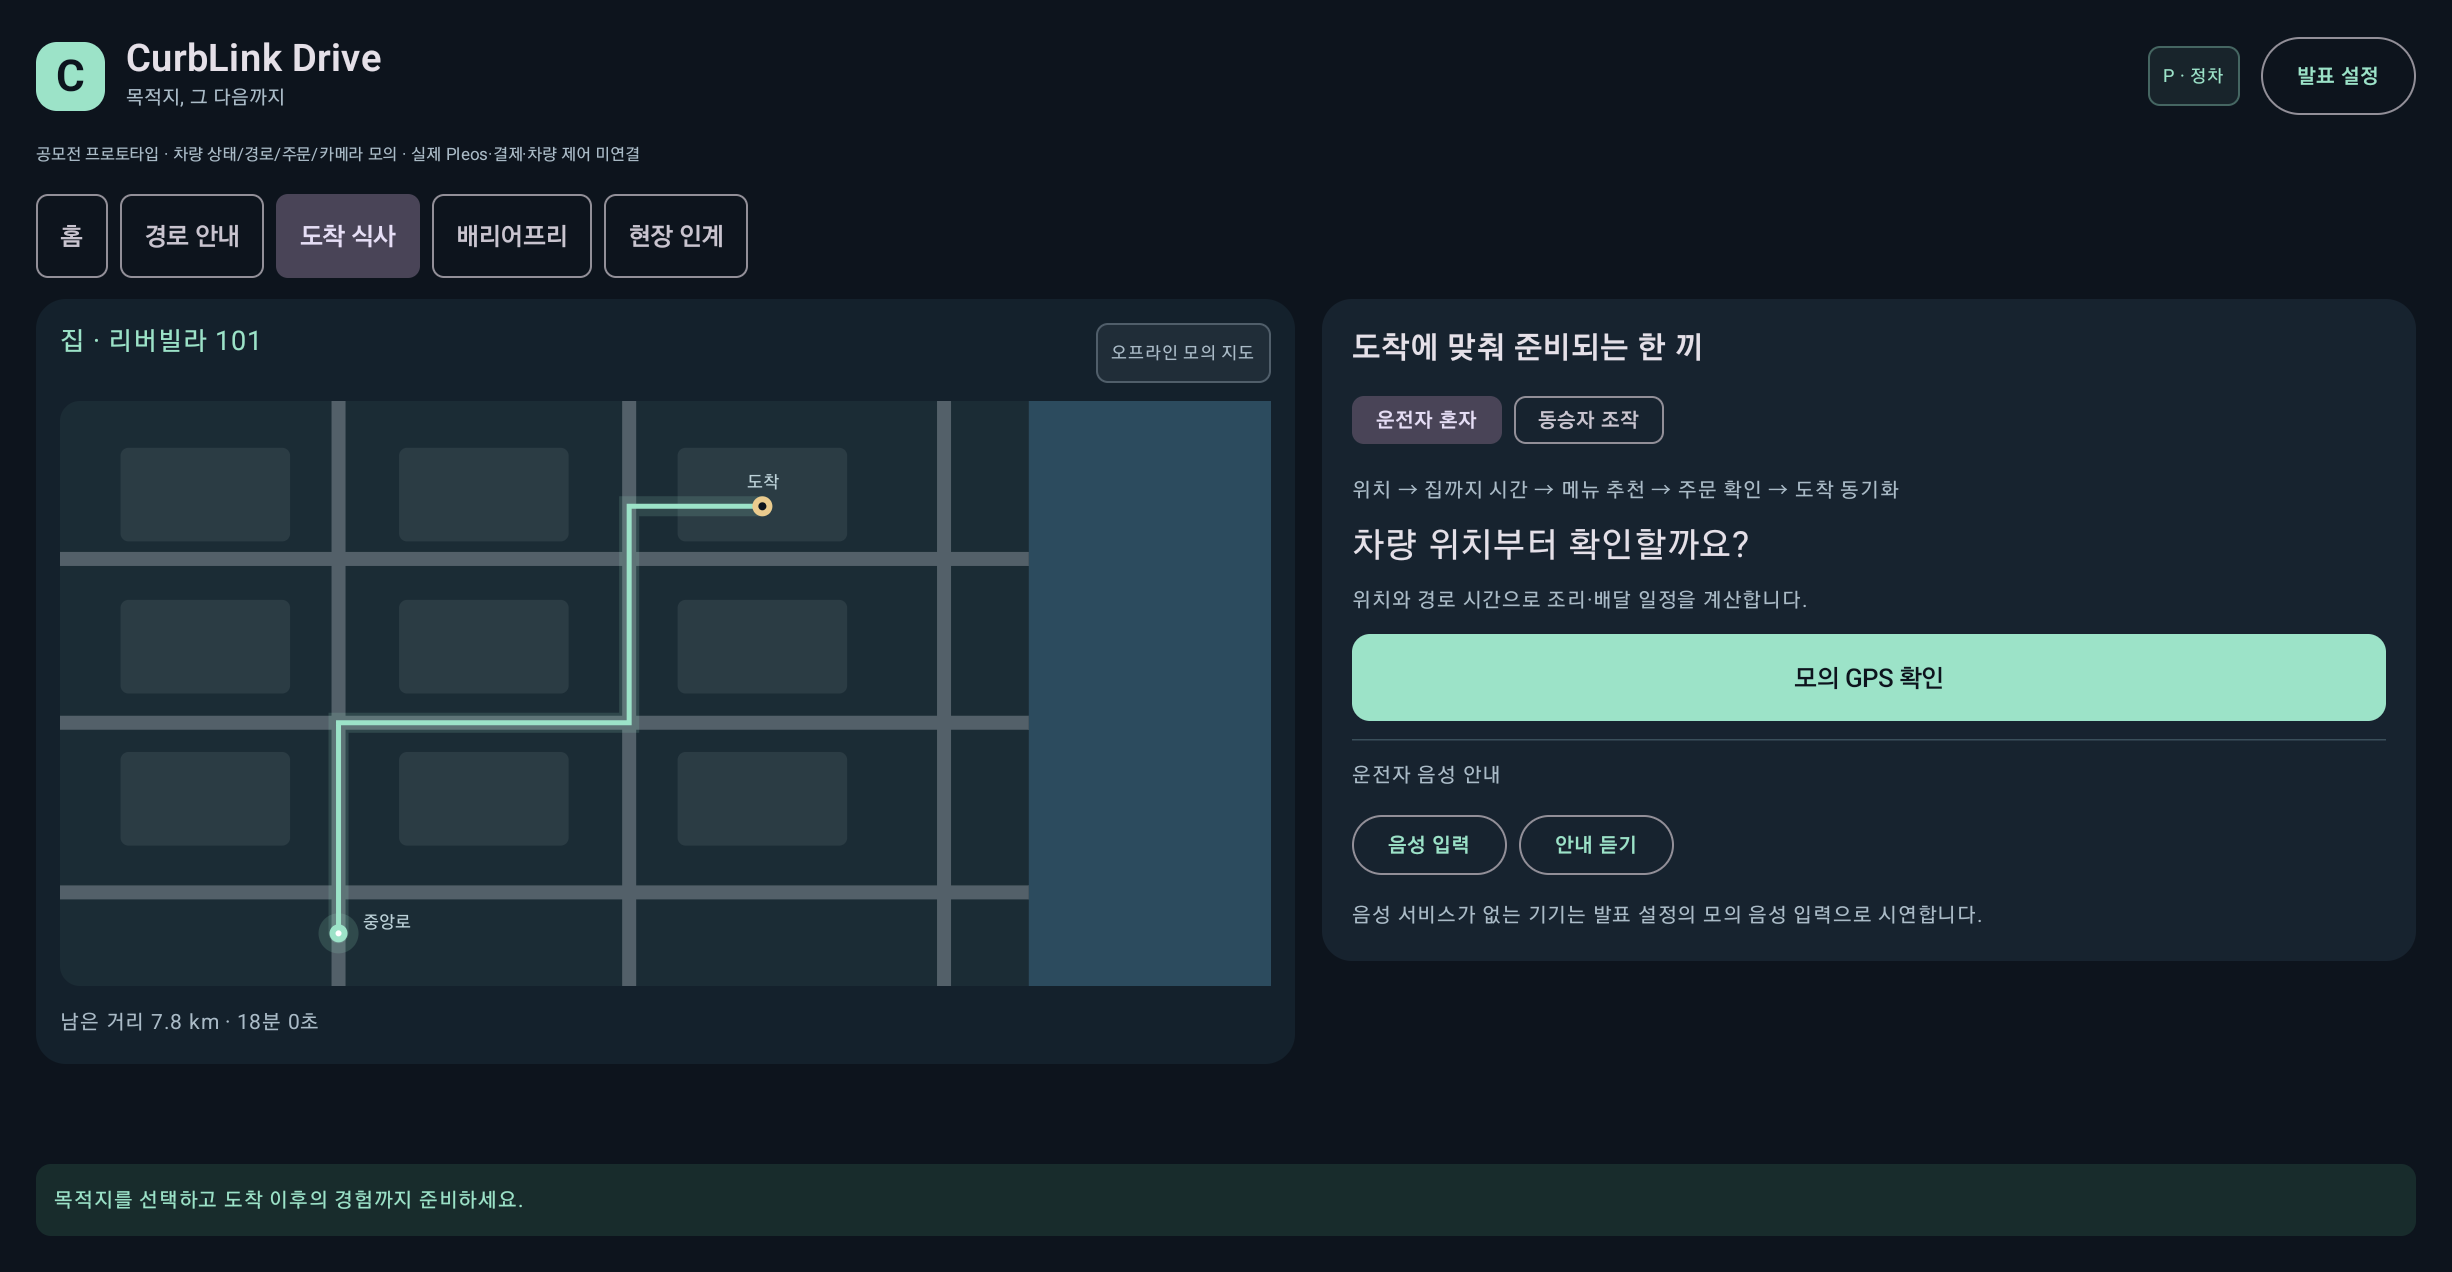 C
CurbLink Drive
목적지, 그 다음까지
P · 정차
발표 설정
공모전 프로토타입 · 차량 상태/경로/주문/카메라 모의 · 실제 Pleos·결제·차량 제어 미연결
홈
경로 안내
도착 식사
배리어프리
현장 인계
집 · 리버빌라 101
오프라인 모의 지도
도착
중앙로
남은 거리 7.8 km · 18분 0초
도착에 맞춰 준비되는 한 끼
운전자 혼자
동승자 조작
위치 → 집까지 시간 → 메뉴 추천 → 주문 확인 → 도착 동기화
차량 위치부터 확인할까요?
위치와 경로 시간으로 조리·배달 일정을 계산합니다.
모의 GPS 확인
운전자 음성 안내
음성 입력
안내 듣기
음성 서비스가 없는 기기는 발표 설정의 모의 음성 입력으로 시연합니다.
목적지를 선택하고 도착 이후의 경험까지 준비하세요.